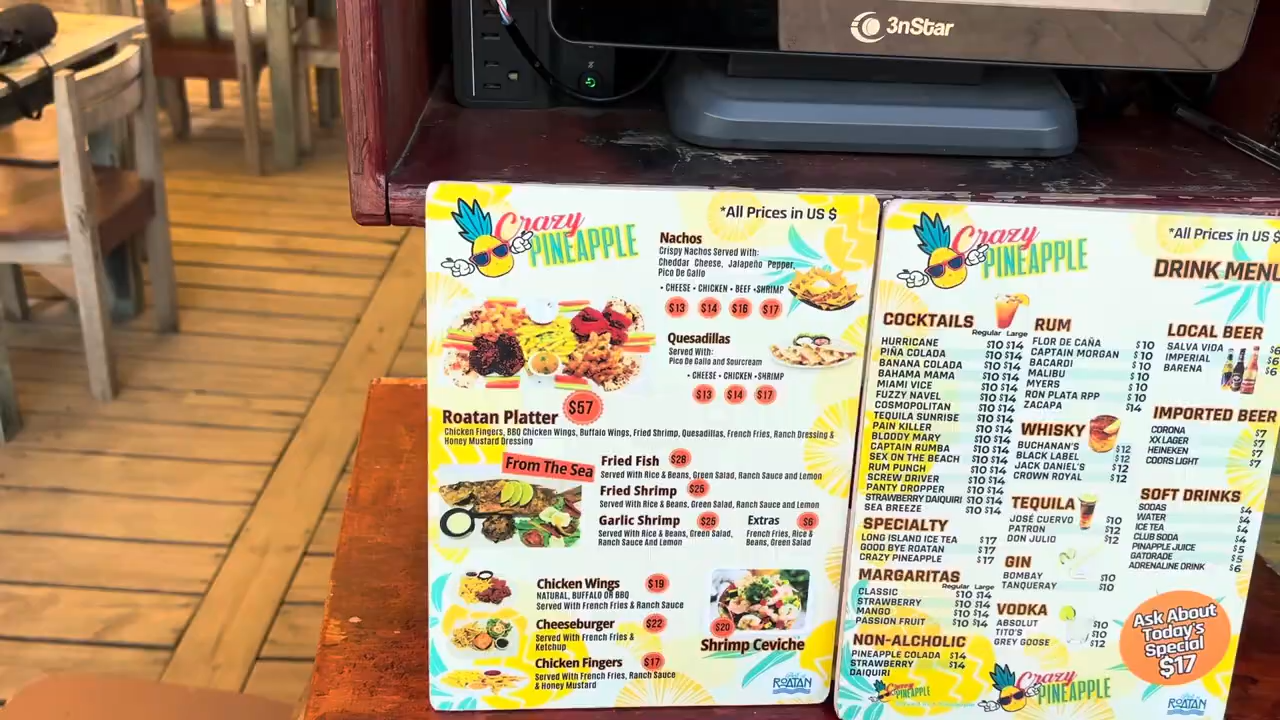 3nStar
Crazy
PINEAPPLE
*All Prices in US $
Nachos
Crispy Nachos Served With:
Cheddar Cheese, Jalapeño Pepper,
Pico De Gallo
• CHEESE • CHICKEN • BEEF • SHRIMP
$13 $14 $16 $17
Quesadillas
Served With:
Pico De Gallo and Sourcream
• CHEESE • CHICKEN • SHRIMP
$13 $14 $17
Roatan Platter $57
Chicken Fingers, BBQ Chicken Wings, Buffalo Wings, Fried Shrimp, Quesadillas, French Fries, Ranch Dressing &
Honey Mustard Dressing
From The Sea
Fried Fish $28
Served With Rice & Beans, Green Salad, Ranch Sauce and Lemon
Fried Shrimp $25
Served With Rice & Beans, Green Salad, Ranch Sauce and Lemon
Garlic Shrimp $25
Served With Rice & Beans, Green Salad,
Ranch Sauce And Lemon
Extras $6
French Fries, Rice &
Beans, Green Salad
Chicken Wings $19
NATURAL, BUFFALO OR BBQ
Served With French Fries & Ranch Sauce
Cheeseburger $22
Served With French Fries &
Ketchup
Chicken Fingers $17
Served With French Fries, Ranch Sauce
& Honey Mustard
$20
Shrimp Ceviche
ROATAN
Crazy
PINEAPPLE
*All Prices in US $
DRINK MENU
COCKTAILS
Regular Large
HURRICANE $10 $14
PIÑA COLADA $10 $14
BANANA COLADA $10 $14
BAHAMA MAMA $10 $14
MIAMI VICE $10 $14
FUZZY NAVEL $10 $14
COSMOPOLITAN $10 $14
TEQUILA SUNRISE $10 $14
PAIN KILLER $10 $14
BLOODY MARY $10 $14
CAPTAIN RUMBA $10 $14
SEX ON THE BEACH $10 $14
RUM PUNCH $10 $14
SCREW DRIVER $10 $14
PANTY DROPPER $10 $14
STRAWBERRY DAIQUIRI $10 $14
SEA BREEZE $10 $14
SPECIALTY
LONG ISLAND ICE TEA $17
GOOD BYE ROATAN $17
CRAZY PINEAPPLE $17
MARGARITAS
Regular Large
CLASSIC $10 $14
STRAWBERRY $10 $14
MANGO $10 $14
PASSION FRUIT $10 $14
NON-ALCHOLIC
PINEAPPLE COLADA $14
STRAWBERRY $14
DAIQUIRI
RUM
FLOR DE CAÑA $10
CAPTAIN MORGAN $10
BACARDI $10
MALIBU $10
MYERS $10
RON PLATA RPP $10
ZACAPA $14
WHISKY
BUCHANAN'S $12
BLACK LABEL $12
JACK DANIEL'S $12
CROWN ROYAL $12
TEQUILA
JOSÉ CUERVO $10
PATRON $12
DON JULIO $12
GIN
BOMBAY $10
TANQUERAY $10
VODKA
ABSOLUT $10
TITO'S $10
GREY GOOSE $12
LOCAL BEER
SALVA VIDA $6
IMPERIAL $6
BARENA $6
IMPORTED BEER
CORONA $7
XX LAGER $7
HEINEKEN $7
COORS LIGHT $7
SOFT DRINKS
SODAS $4
WATER $4
ICE TEA $4
CLUB SODA $4
PINAPPLE JUICE $5
GATORADE $5
ADRENALINE DRINK $6
Ask About
Today's
Special
$17
Crazy
PINEAPPLE
Crazy
PINEAPPLE
ROATAN